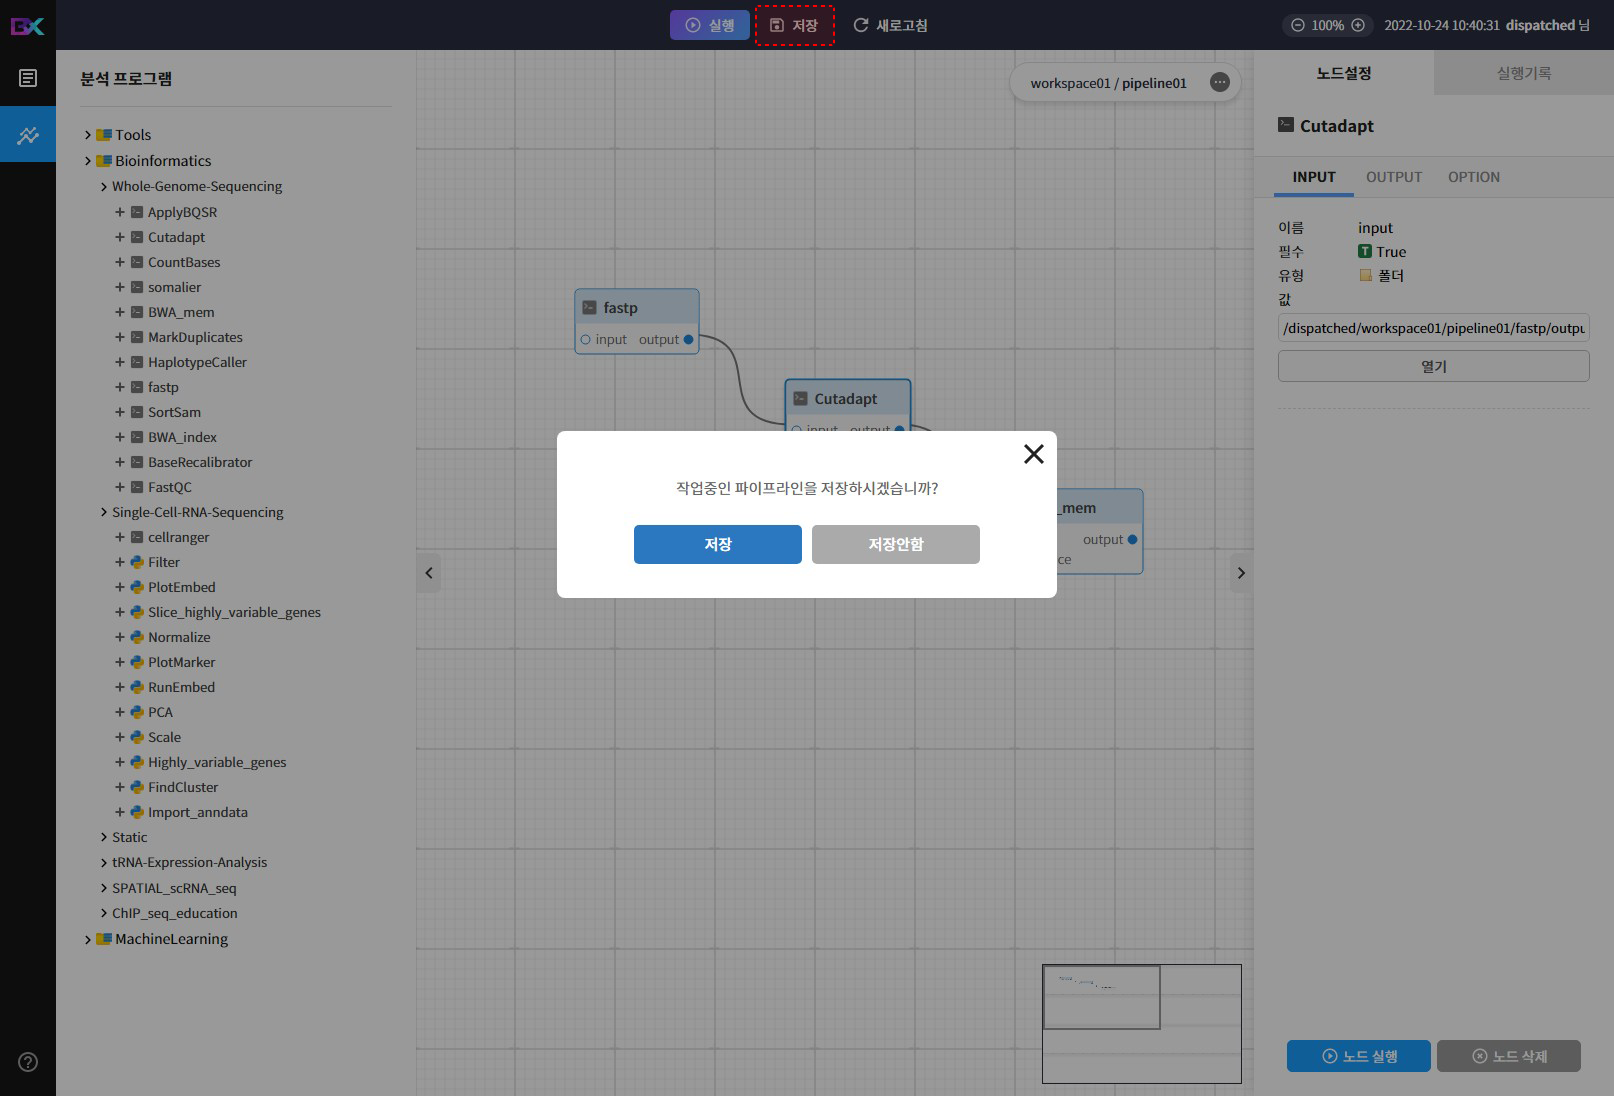 BX
실행
저장
새로고침
100%
2022-10-24 10:40:31 dispatched 님
분석 프로그램
Tools
Bioinformatics
Whole-Genome-Sequencing
ApplyBQSR
Cutadapt
CountBases
somalier
BWA_mem
MarkDuplicates
HaplotypeCaller
fastp
SortSam
BWA_index
BaseRecalibrator
FastQC
Single-Cell-RNA-Sequencing
cellranger
Filter
PlotEmbed
Slice_highly_variable_genes
Normalize
PlotMarker
RunEmbed
PCA
Scale
Highly_variable_genes
FindCluster
Import_anndata
Static
tRNA-Expression-Analysis
SPATIAL_scRNA_seq
ChIP_seq_education
MachineLearning
workspace01 / pipeline01
fastp
input output
Cutadapt
input output
_mem
output
ce
작업중인 파이프라인을 저장하시겠습니까?
저장
저장안함
노드설정
실행기록
Cutadapt
INPUT OUTPUT OPTION
이름 input
필수 T True
유형 폴더
값
/dispatched/workspace01/pipeline01/fastp/outpu
열기
노드 실행
노드 삭제